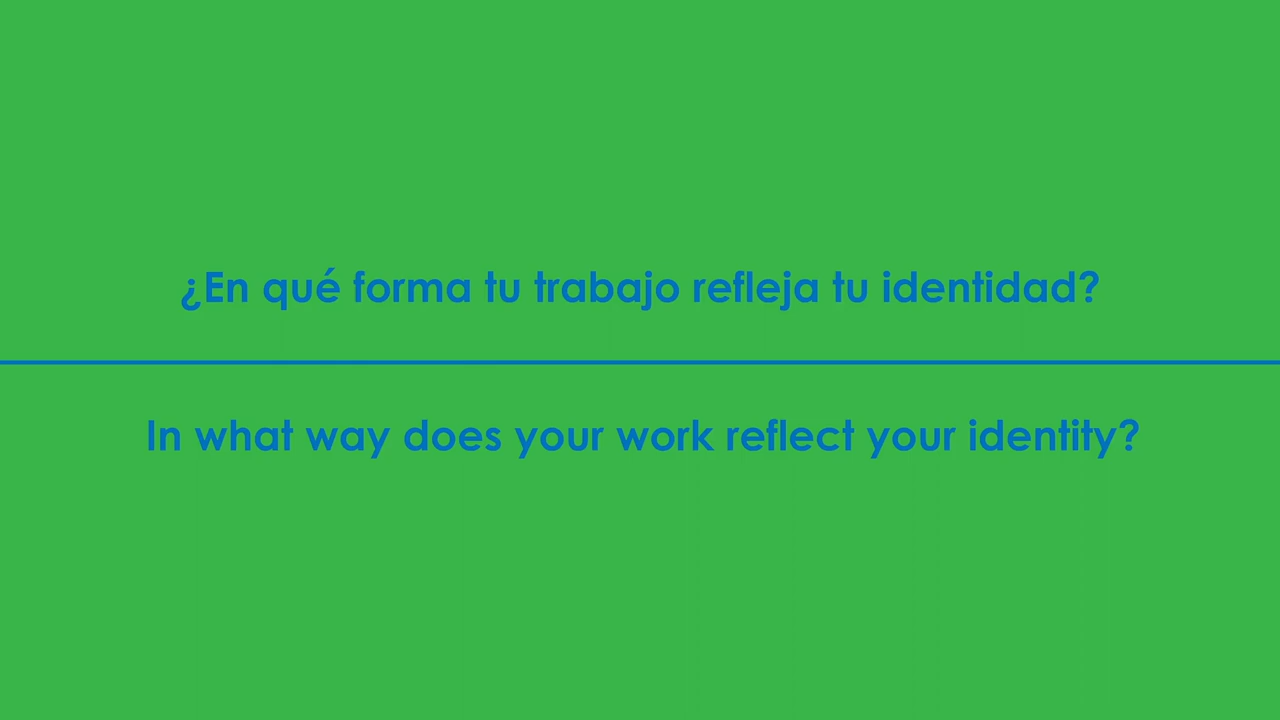 ¿En qué forma tu trabajo refleja tu identidad?
In what way does your work reflect your identity?